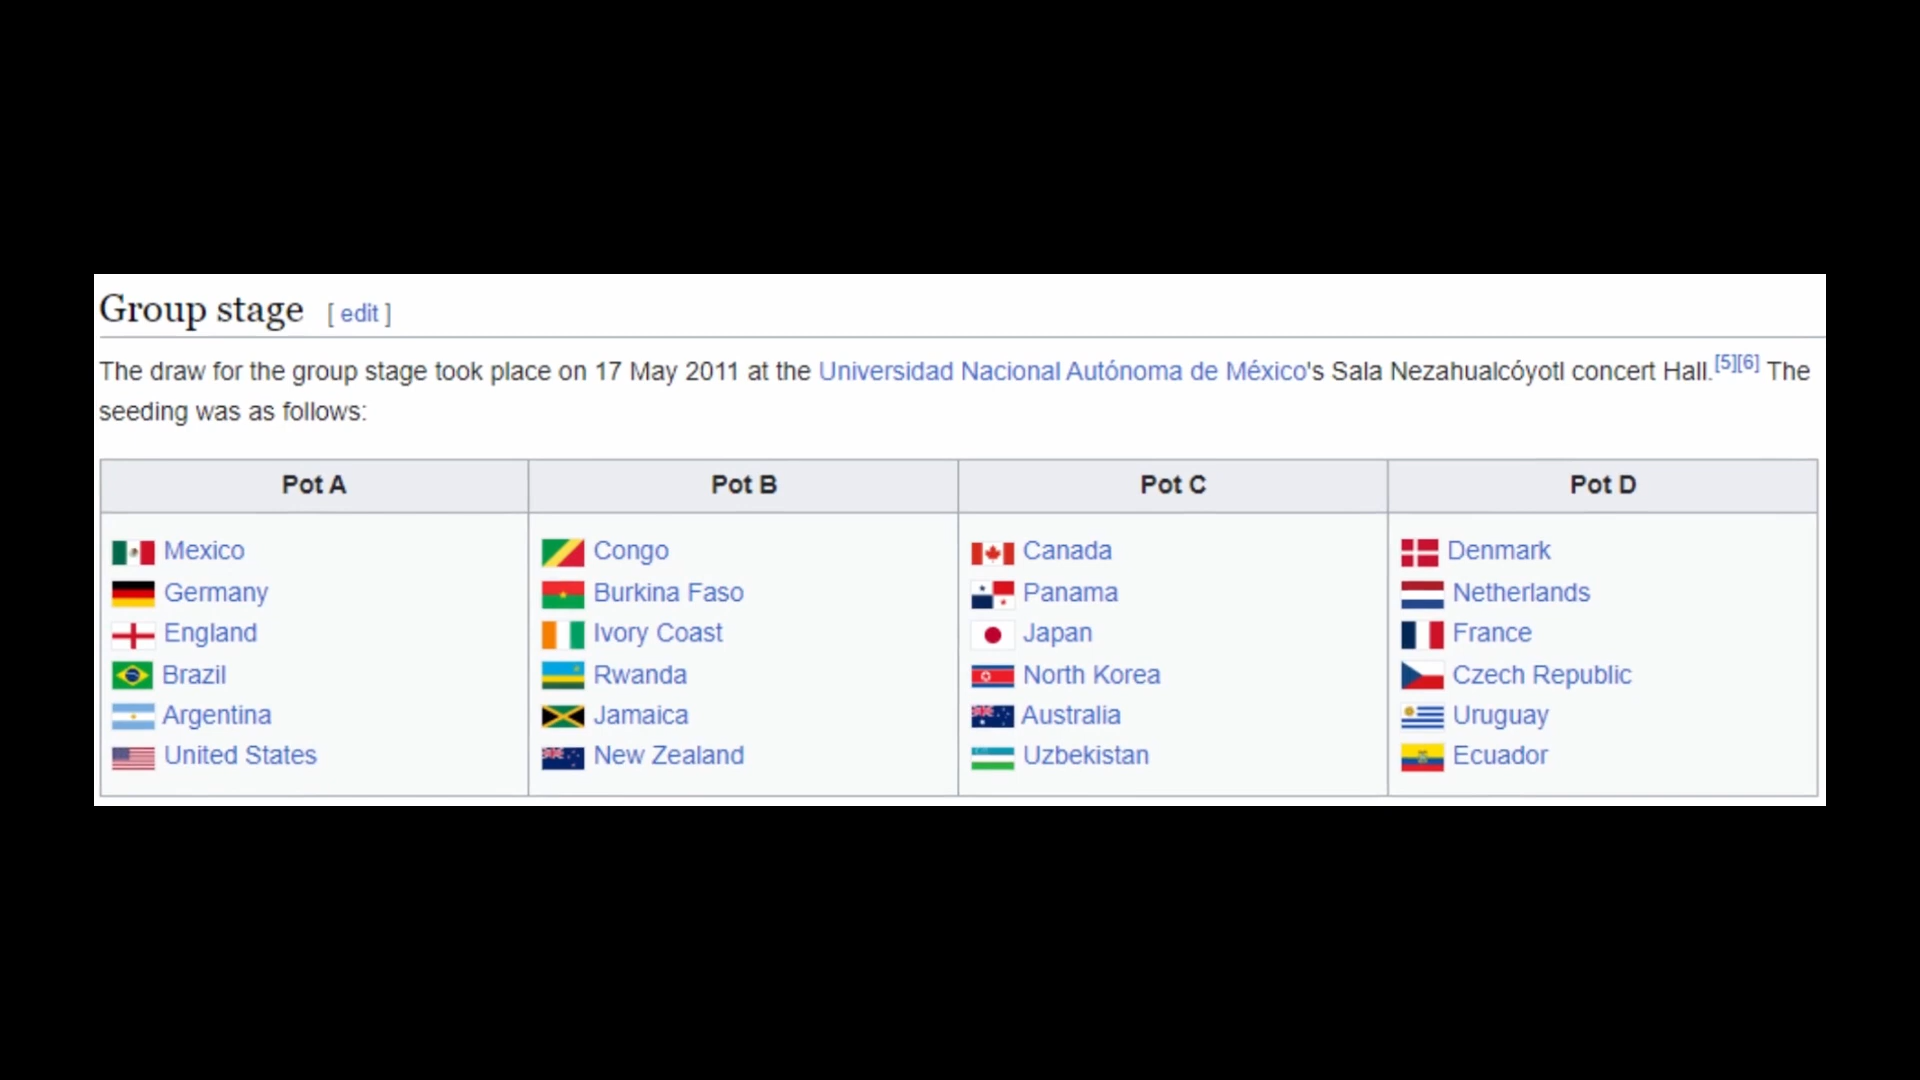 Group stage [ edit ]
The draw for the group stage took place on 17 May 2011 at the Universidad Nacional Autónoma de México's Sala Nezahualcóyotl concert Hall.[5][6] The
seeding was as follows:
Pot A Pot B Pot C Pot D
Mexico Congo Canada Denmark
Germany Burkina Faso Panama Netherlands
England Ivory Coast Japan France
Brazil Rwanda North Korea Czech Republic
Argentina Jamaica Australia Uruguay
United States New Zealand Uzbekistan Ecuador